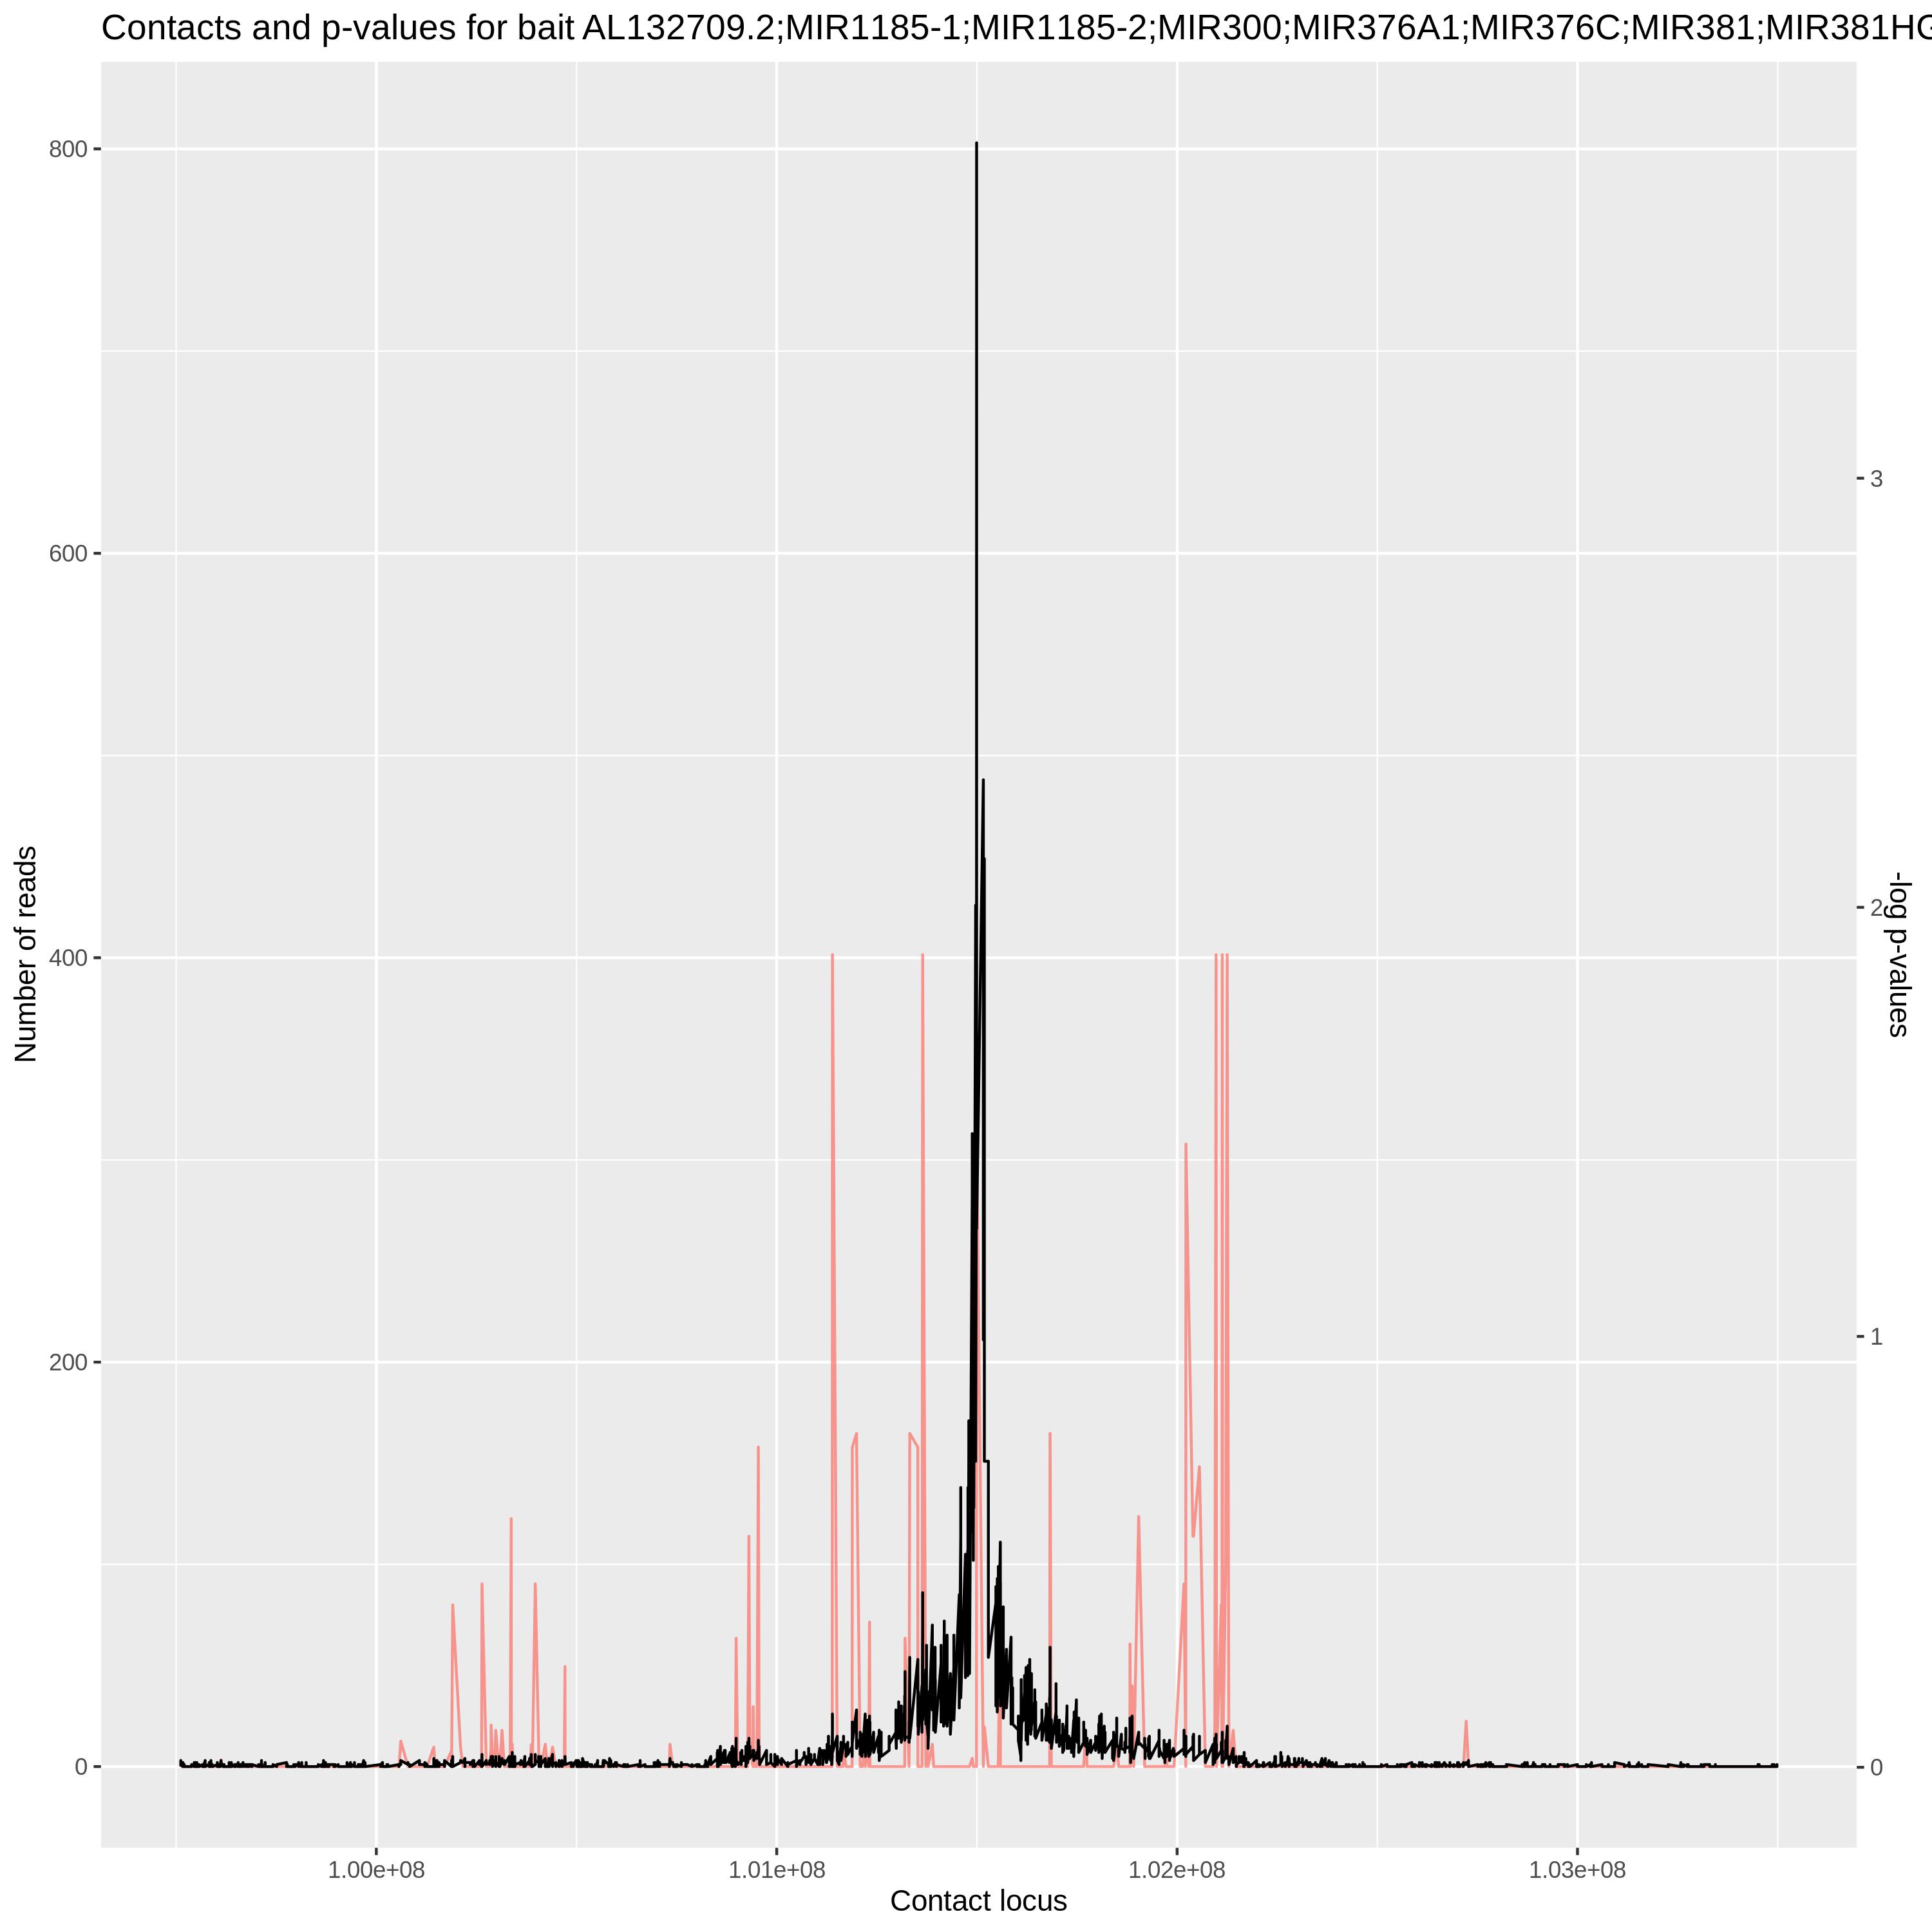 Contacts and p-values for bait AL132709.2;MIR1185-1;MIR1185-2;MIR300;MIR376A1;MIR376C;MIR381;MIR381HG
800
600
400
200
0
Number of reads
3
2
1
0
-log p-values
1.00e+08
1.01e+08
1.02e+08
1.03e+08
Contact locus